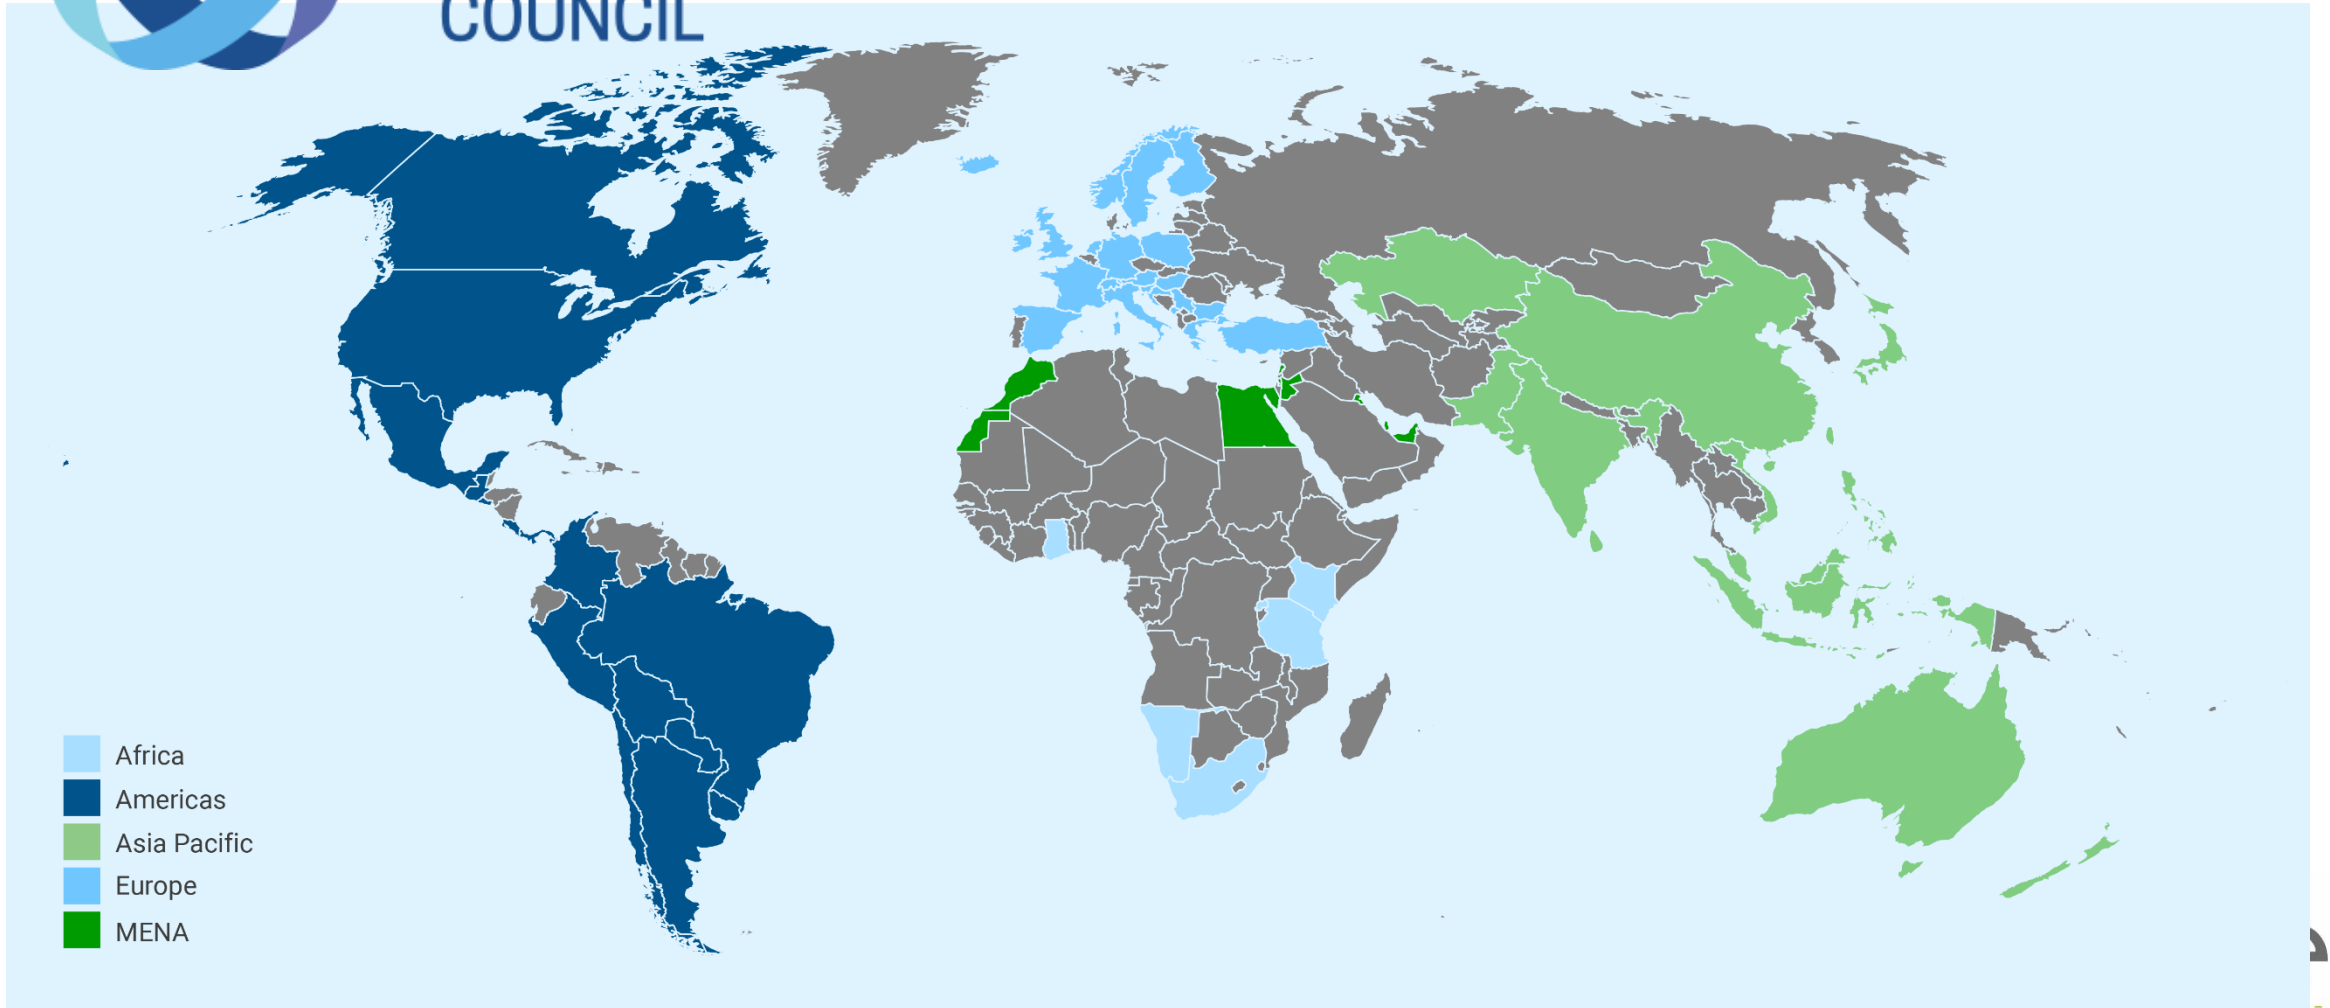 COUNCIL
Africa
Americas
Asia Pacific
Europe
MENA